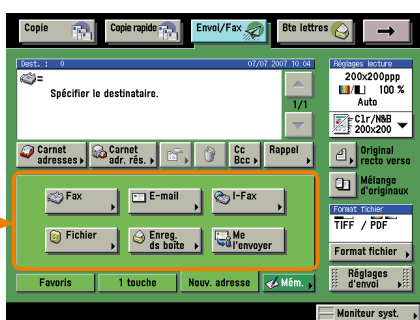 Copie
Copie rapide
Envoi/Fax
Bte lettres
Dest. : 0
07/07 2007 10:04
Spécifier le destinataire.
1/1
Réglages lecture
200x200ppp
100 %
Auto
Clr/N&B
200x200
Carnet
adresses
Carnet
adr. rés.
Cc
Bcc
Rappel
Original
recto verso
Mélange
d'originaux
Fax
E-mail
I-Fax
Fichier
Enreg.
ds boîte
Me
l'envoyer
Format fichier
TIFF / PDF
Format fichier
Favoris
1 touche
Nouv. adresse
Mém.
Réglages
d'envoi
Moniteur syst.